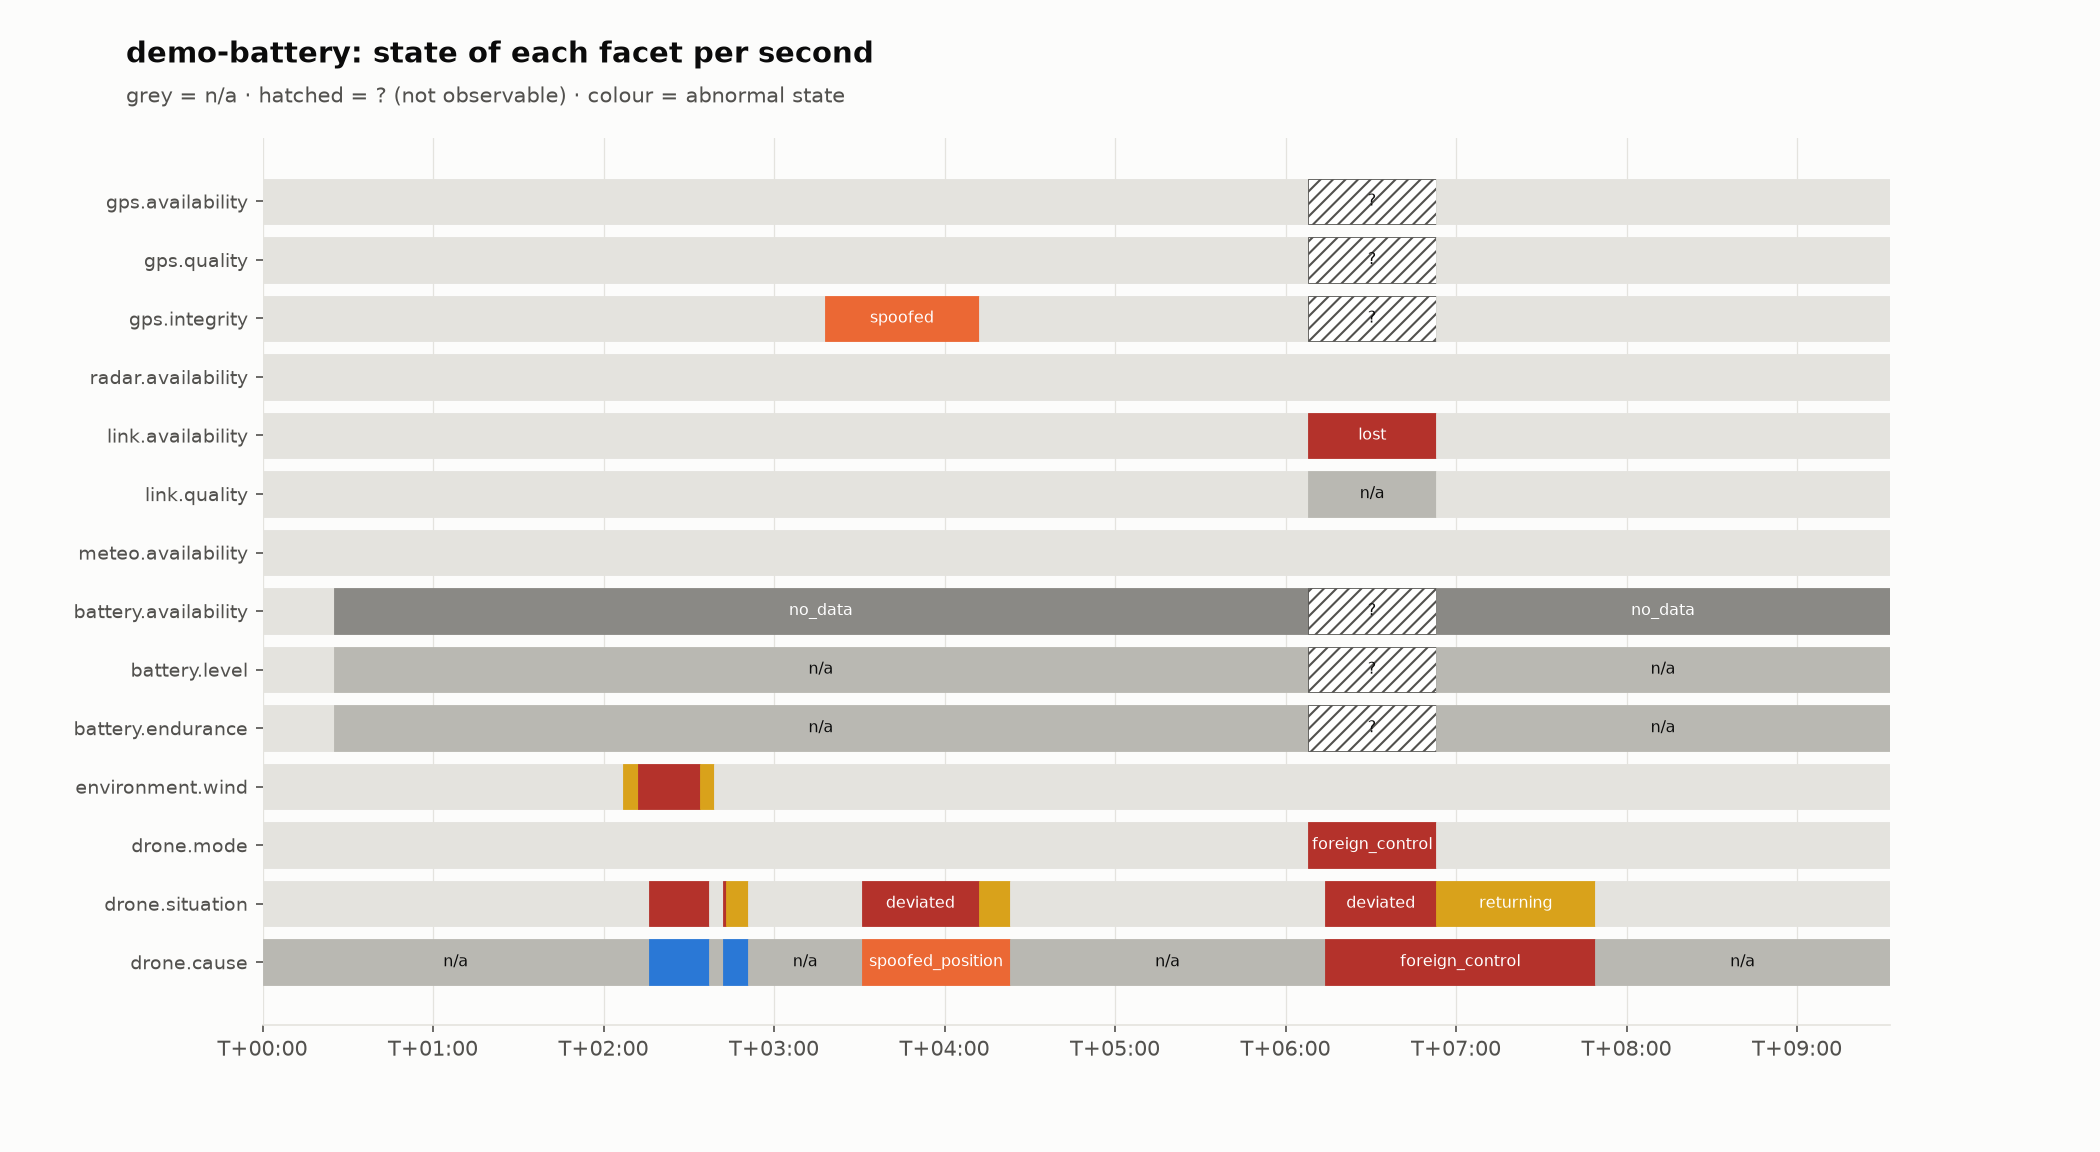 demo-battery: state of each facet per second
grey = n/a · hatched = ? (not observable) · colour = abnormal state
gps.availability ?
gps.quality ?
gps.integrity spoofed ?
radar.availability
link.availability lost
link.quality n/a
meteo.availability
battery.availability no_data ? no_data
battery.level n/a ? n/a
battery.endurance n/a ? n/a
environment.wind
drone.mode foreign_control
drone.situation deviated deviated returning
drone.cause n/a n/a spoofed_position n/a foreign_control n/a
T+00:00 T+01:00 T+02:00 T+03:00 T+04:00 T+05:00 T+06:00 T+07:00 T+08:00 T+09:00